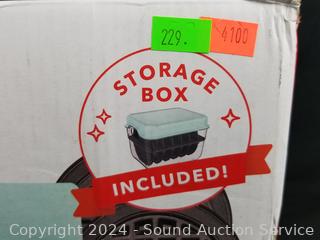 229.
4100
STORAGE
BOX
INCLUDED!
Copyright 2024 - Sound Auction Service